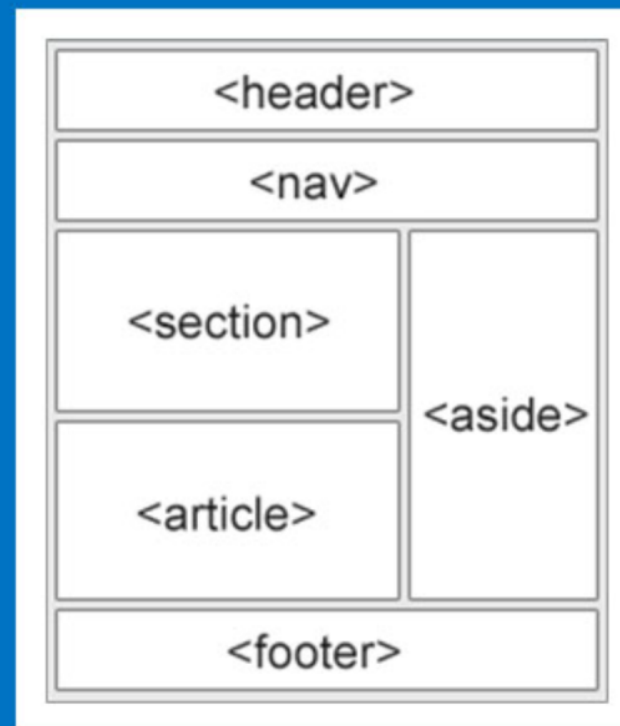 <header>
<nav>
<section>
<aside>
<article>
<footer>